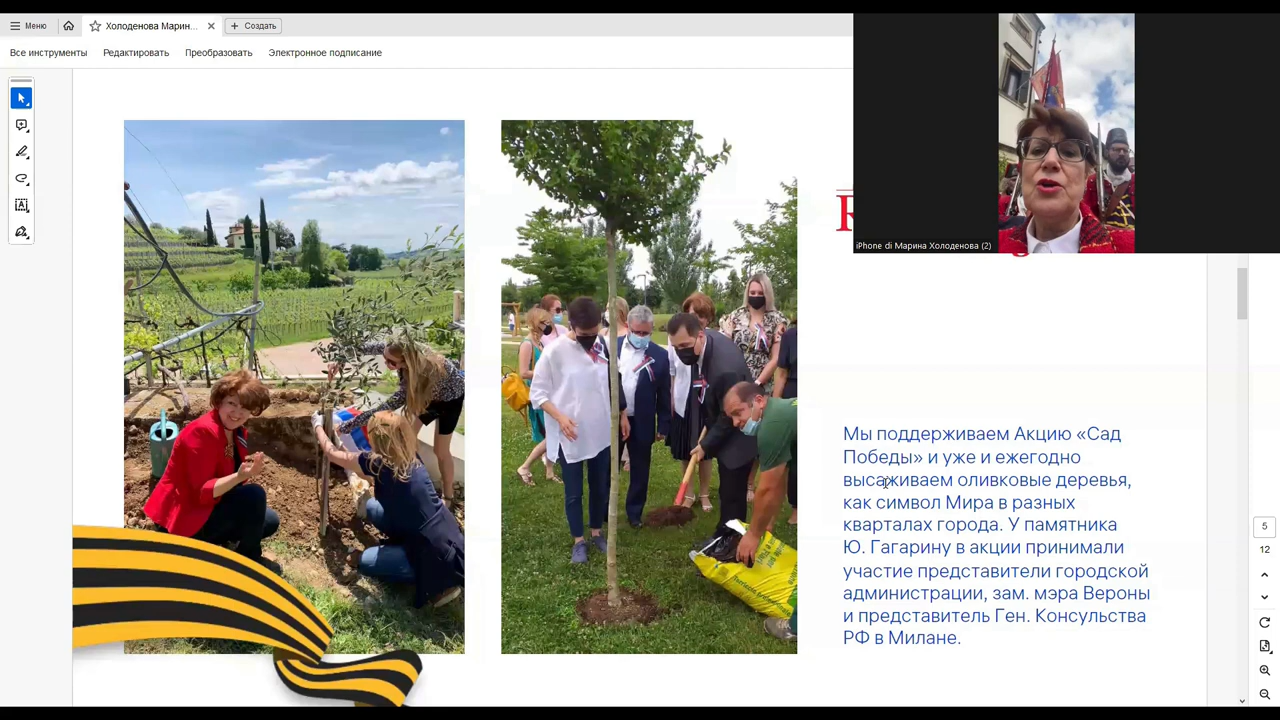 Меню
Холоденова Марин...
Создать
Все инструменты
Редактировать
Преобразовать
Электронное подписание
iPhone di Марина Холоденова (2)
Мы поддерживаем Акцию «Сад
Победы» и уже и ежегодно
высаживаем оливковые деревья,
как символ Мира в разных
кварталах города. У памятника
Ю. Гагарину в акции принимали
участие представители городской
администрации, зам. мэра Вероны
и представитель Ген. Консульства
РФ в Милане.
5
12